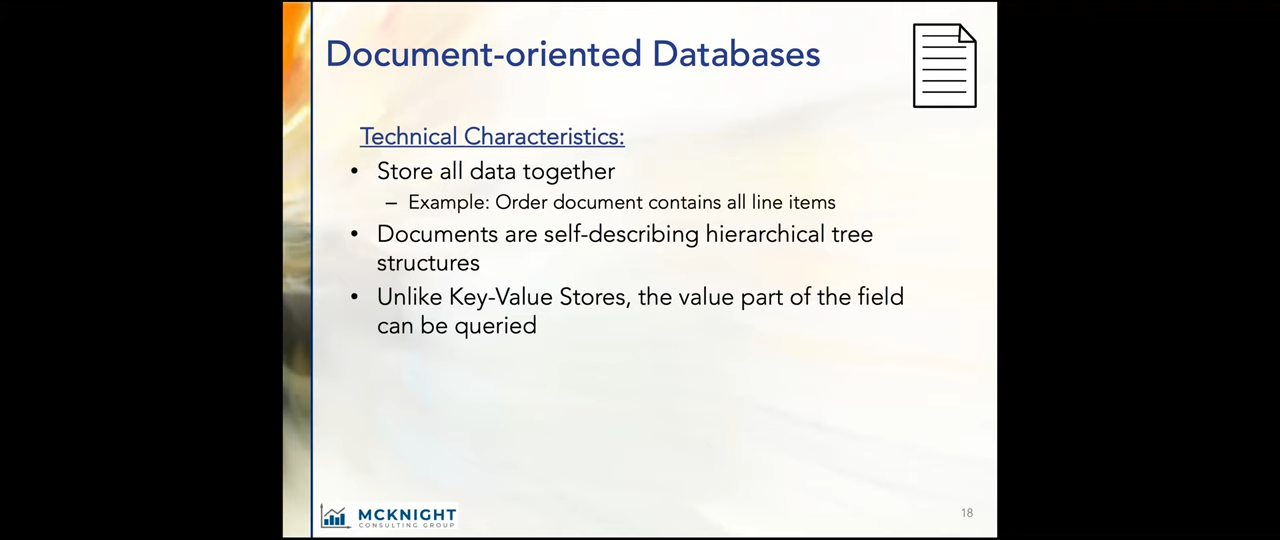 Document-oriented Databases
Technical Characteristics:
• Store all data together
– Example: Order document contains all line items
• Documents are self-describing hierarchical tree
structures
• Unlike Key-Value Stores, the value part of the field
can be queried
MCKNIGHT
CONSULTING GROUP
18